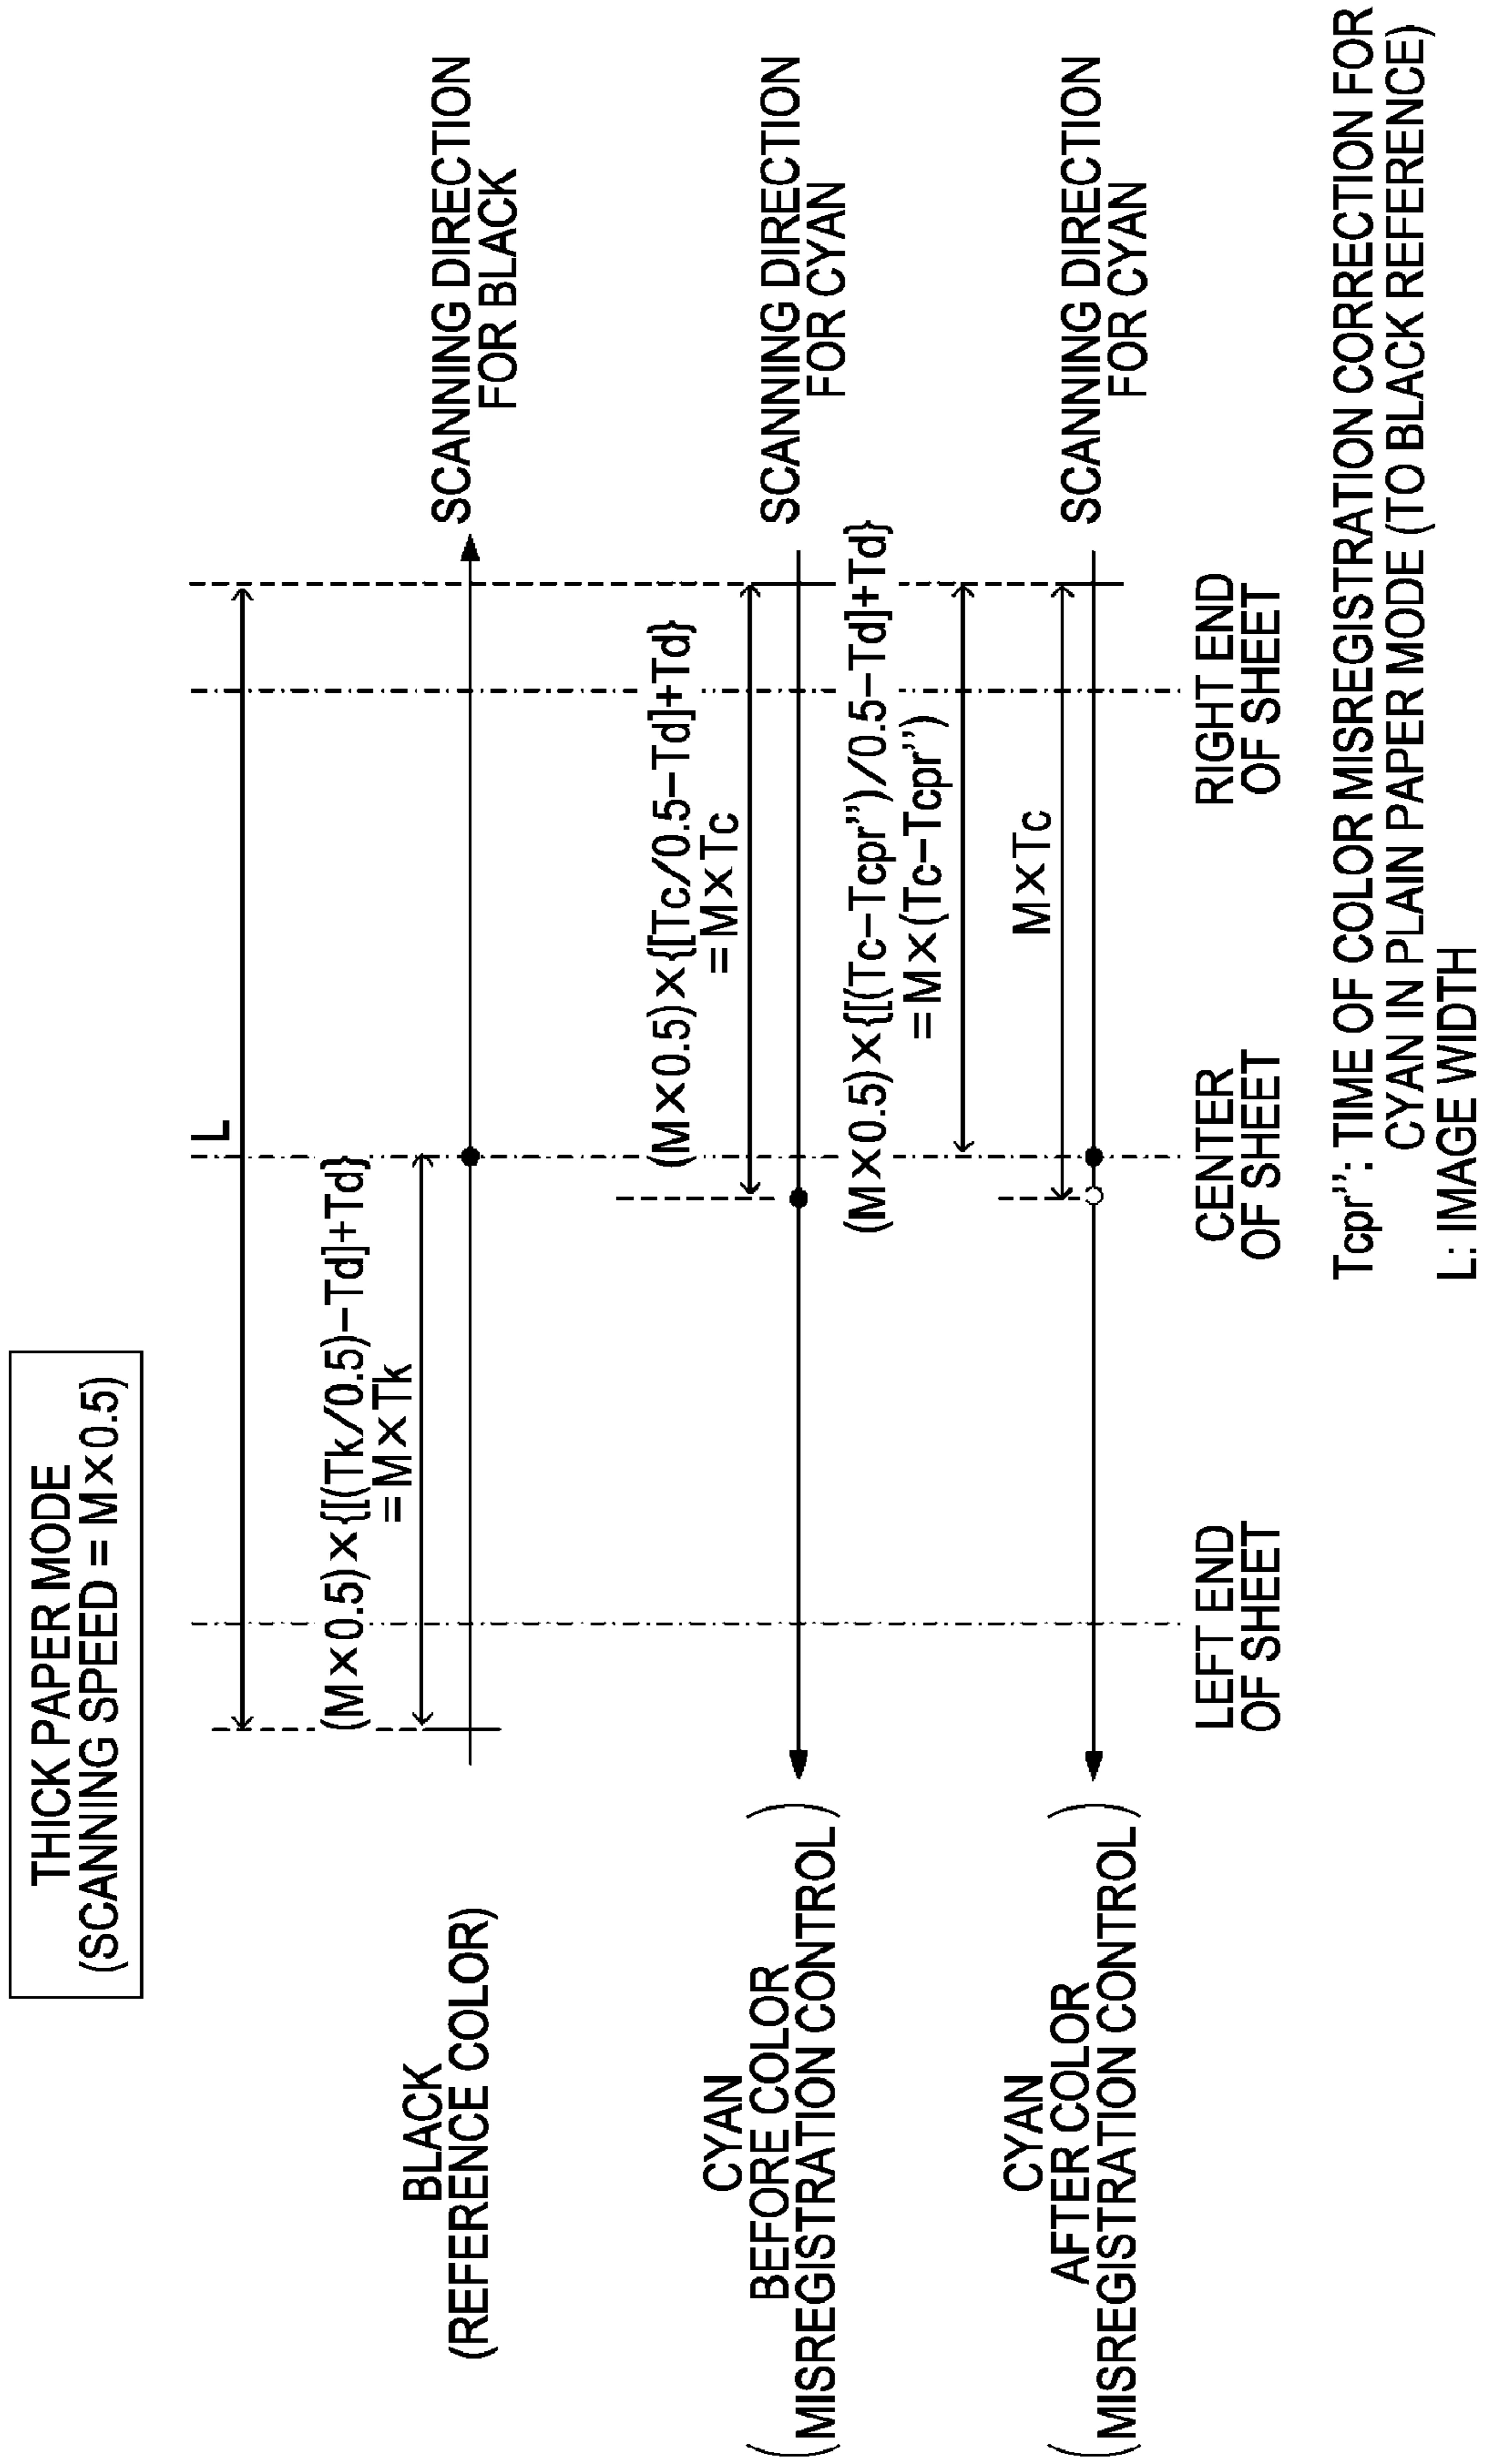 THICK PAPER MODE
(SCANNING SPEED = M×0.5)
L
BLACK
(REFERENCE COLOR)
(M×0.5)×{[(Tk/0.5)−Td]+Td}
=M×Tk
SCANNING DIRECTION
FOR BLACK
CYAN
(BEFORE COLOR
MISREGISTRATION CONTROL)
(M×0.5)×{[Tc/0.5−Td]+Td}
=M×Tc
SCANNING DIRECTION
FOR CYAN
CYAN
(AFTER COLOR
MISREGISTRATION CONTROL)
(M×0.5)×{[(Tc−Tcpr")/0.5−Td]+Td}
=M×(Tc−Tcpr")
M×Tc
SCANNING DIRECTION
FOR CYAN
LEFT END
OF SHEET
CENTER
OF SHEET
RIGHT END
OF SHEET
Tcpr": TIME OF COLOR MISREGISTRATION CORRECTION FOR
CYAN IN PLAIN PAPER MODE (TO BLACK REFERENCE)
L: IMAGE WIDTH